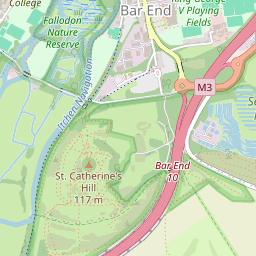 College
Fallodon
Nature
Reserve
Bar End
King George
V Playing
Fields
Itchen Navigation
M3
St. Catherine's
Hill
117 m
Bar End
10